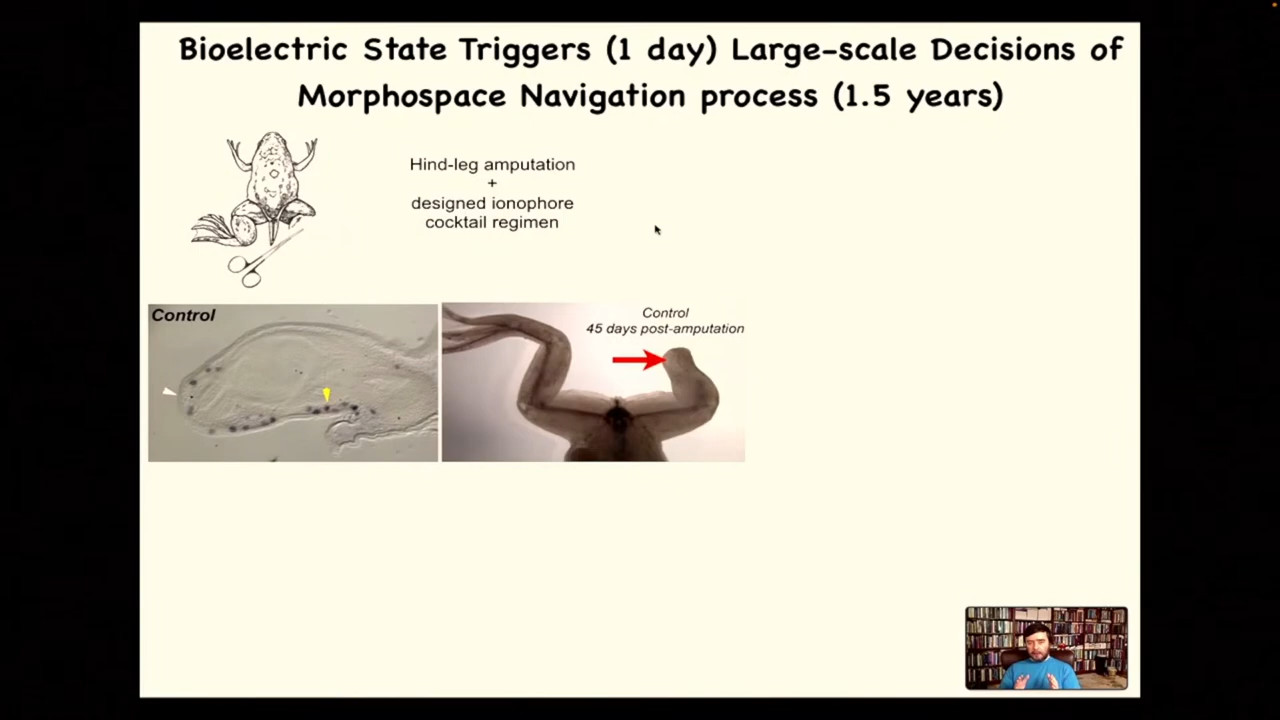 Bioelectric State Triggers (1 day) Large-scale Decisions of
Morphospace Navigation process (1.5 years)
Hind-leg amputation
+
designed ionophore
cocktail regimen
Control
Control
45 days post-amputation